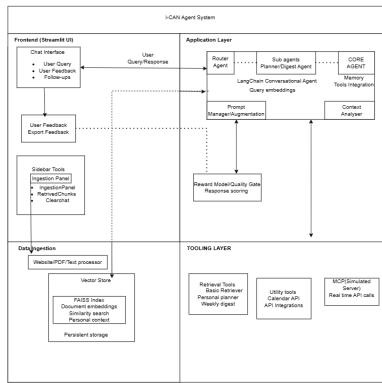 I-CAN Agent System
Frontend (Streamlit UI)
Chat Interface
User Query
User Feedback
Follow-ups
User Feedback
Export Feedback
Sidebar Tools
Ingestion Panel
IngestionPanel
RetrivedChunks
Clearchat
User
Query/Response
Application Layer
Router
Agent
Sub agents
Planner/Digest Agent
CORE
AGENT
LangChain Conversational Agent
Memory
Tools Integration
Query embeddings
Prompt
Manager/Augmentation
Context
Analyser
Reward Model/Quality Gate
Response scoring
Data Ingestion
Website/PDF/Text processor
Vector Store
FAISS Index
Document embeddings
Similarity search
Personal context
Persistent storage
TOOLING LAYER
Retrieval Tools
Basic Retriever
Personal planner
Weekly digest
Utility tools
Calendar API
API Integrations
MCP(Simulated
Server)
Real time API calls